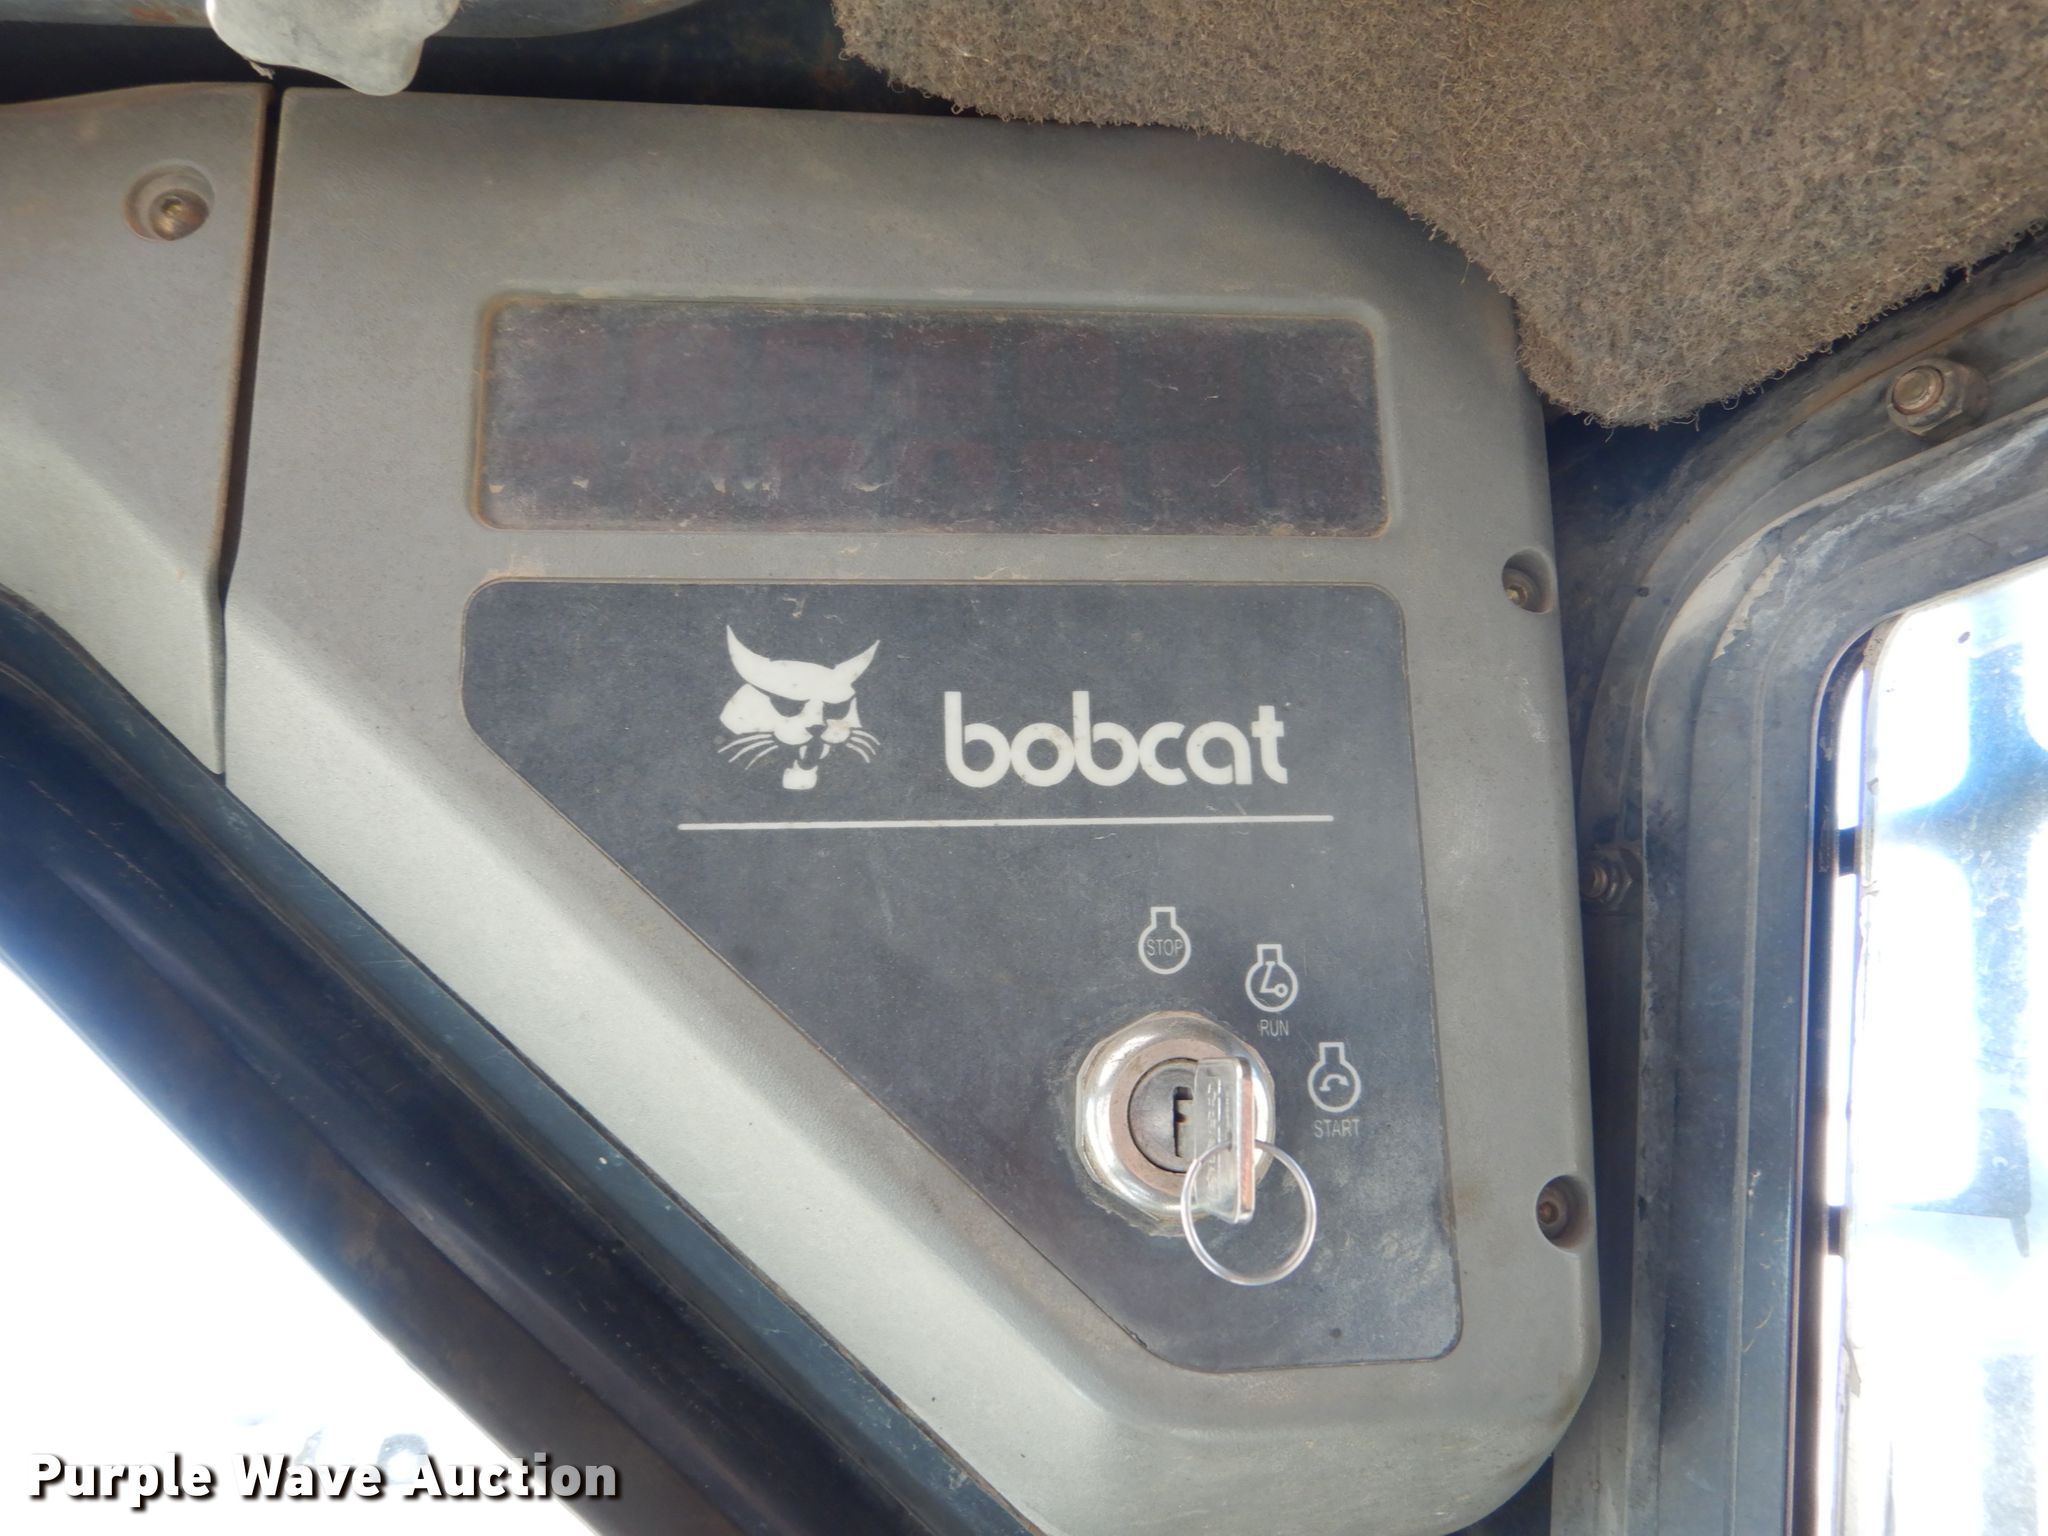 bobcat
STOP
RUN
START
Purple Wave Auction